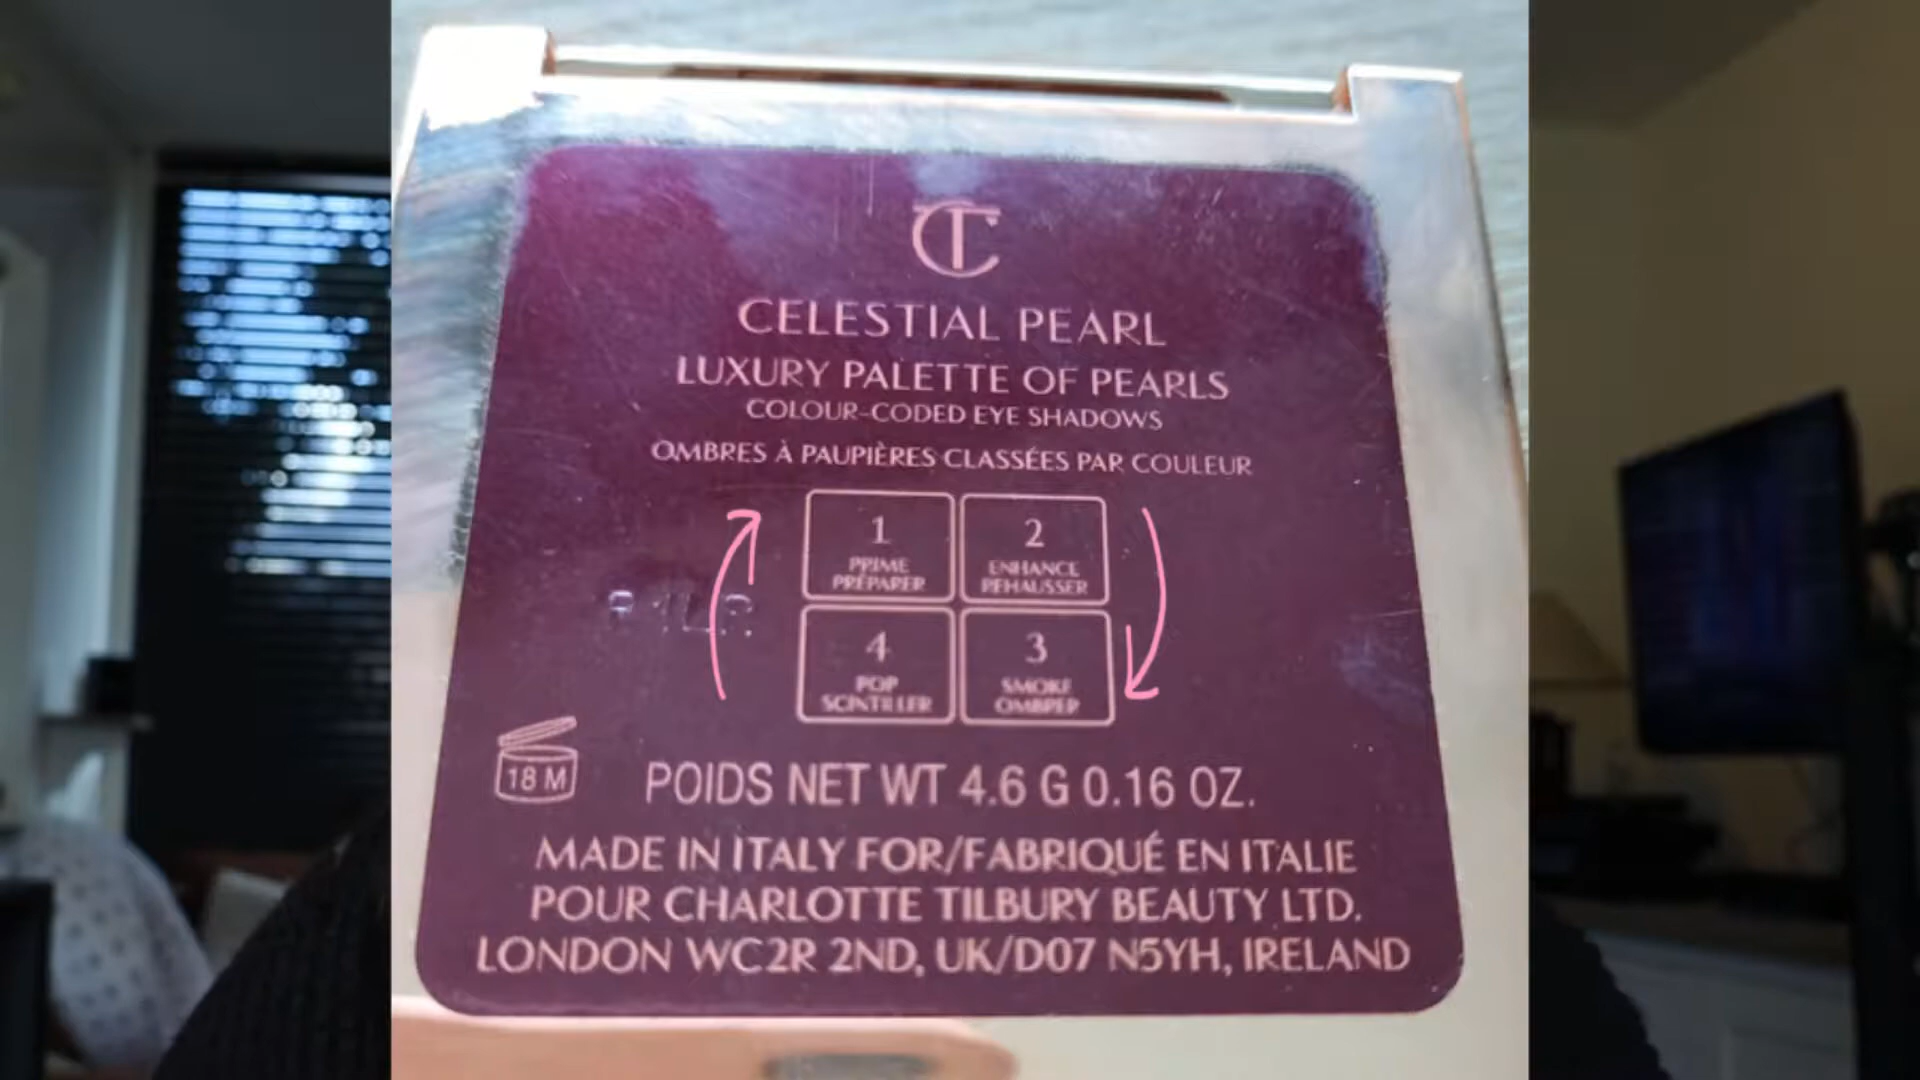 CELESTIAL PEARL
LUXURY PALETTE OF PEARLS
COLOUR-CODED EYE SHADOWS
OMBRES À PAUPIÈRES CLASSÉES PAR COULEUR
1
PRIME
PRÉPARER
2
ENHANCE
REHAUSSER
4
POP
SCINTILLER
3
SMOKE
OMBRER
18 M
POIDS NET WT 4.6 G 0.16 OZ.
MADE IN ITALY FOR/FABRIQUÉ EN ITALIE
POUR CHARLOTTE TILBURY BEAUTY LTD.
LONDON WC2R 2ND, UK/D07 N5YH, IRELAND